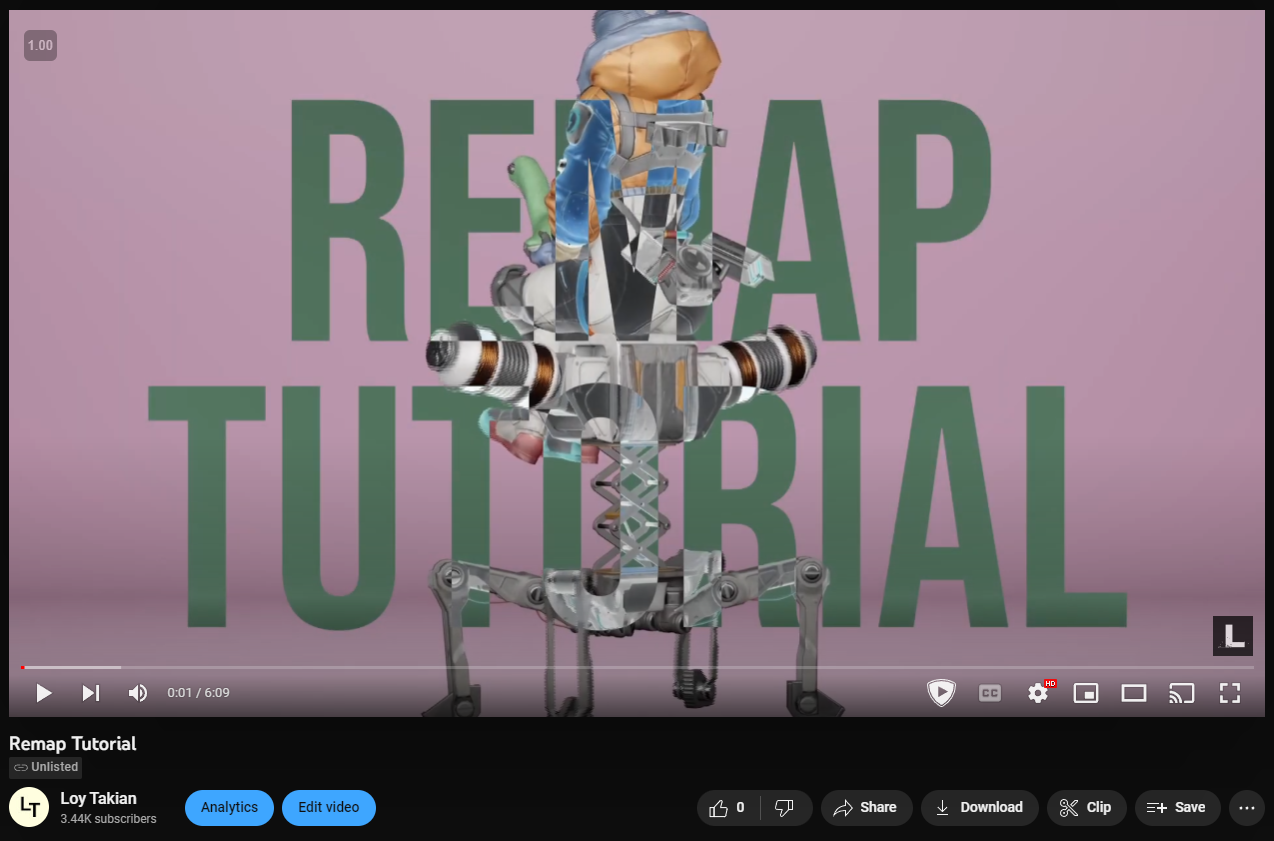 1.00
REMAP
TUTORIAL
L
0:01 / 6:09
CC
HD
Remap Tutorial
Unlisted
LT
Loy Takian
3.44K subscribers
Analytics
Edit video
0
Share
Download
Clip
Save